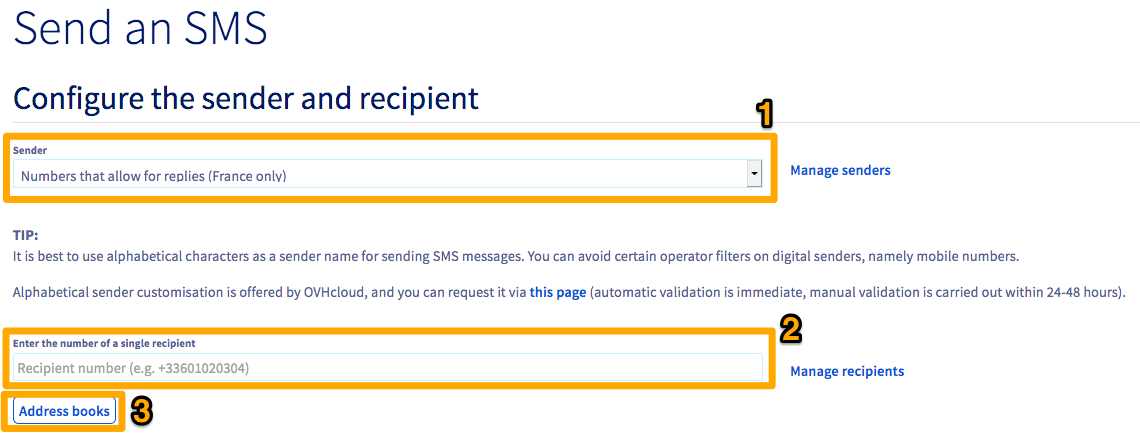 Send an SMS
Configure the sender and recipient
1
Sender
Numbers that allow for replies (France only)
Manage senders
TIP:
It is best to use alphabetical characters as a sender name for sending SMS messages. You can avoid certain operator filters on digital senders, namely mobile numbers.
Alphabetical sender customisation is offered by OVHcloud, and you can request it via this page (automatic validation is immediate, manual validation is carried out within 24-48 hours).
2
Enter the number of a single recipient
Recipient number (e.g. +33601020304)
Manage recipients
Address books
3